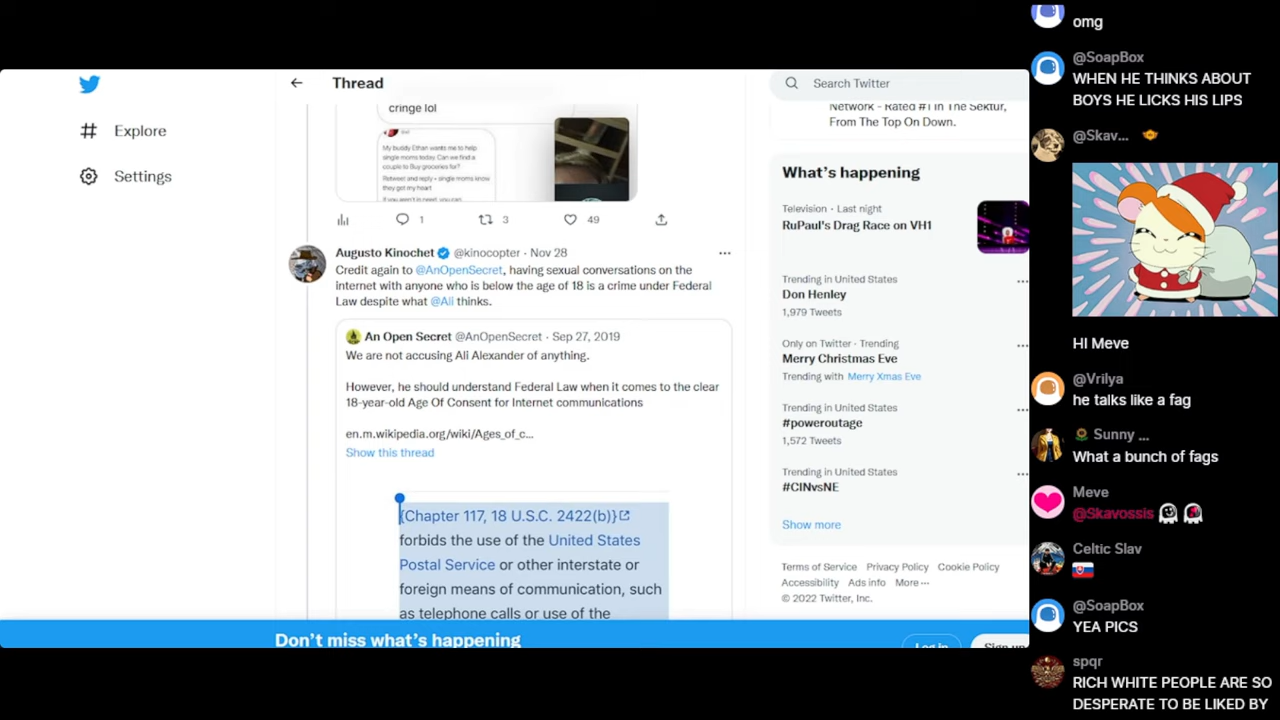 Explore
Settings
Thread
cringe lol
My buddy Ethan wants me to help
single moms today. Can we find a
couple to Buy groceries for?
Retweet and reply + single moms know
they got my heart
If you aren't in need, you can
1
3
49
Augusto Kinochet @kinocopter · Nov 28
Credit again to @AnOpenSecret, having sexual conversations on the
internet with anyone who is below the age of 18 is a crime under Federal
Law despite what @Ali thinks.
An Open Secret @AnOpenSecret · Sep 27, 2019
We are not accusing Ali Alexander of anything.
However, he should understand Federal Law when it comes to the clear
18-year-old Age Of Consent for Internet communications
en.m.wikipedia.org/wiki/Ages_of_c...
Show this thread
{Chapter 117, 18 U.S.C. 2422(b)}
forbids the use of the United States
Postal Service or other interstate or
foreign means of communication, such
as telephone calls or use of the
Search Twitter
Network - Rated #1 In The Sektur,
From The Top On Down.
What's happening
Television · Last night
RuPaul's Drag Race on VH1
Trending in United States
Don Henley
1,979 Tweets
Only on Twitter · Trending
Merry Christmas Eve
Trending with Merry Xmas Eve
Trending in United States
#poweroutage
1,572 Tweets
Trending in United States
#CINvsNE
Show more
Terms of Service Privacy Policy Cookie Policy
Accessibility Ads info More ···
© 2022 Twitter, Inc.
Don't miss what's happening
Log in
Sign up
omg
@SoapBox
WHEN HE THINKS ABOUT
BOYS HE LICKS HIS LIPS
@Skav...
HI Meve
@Vrilya
he talks like a fag
Sunny ...
What a bunch of fags
Meve
@Skavossis
Celtic Slav
@SoapBox
YEA PICS
spqr
RICH WHITE PEOPLE ARE SO
DESPERATE TO BE LIKED BY